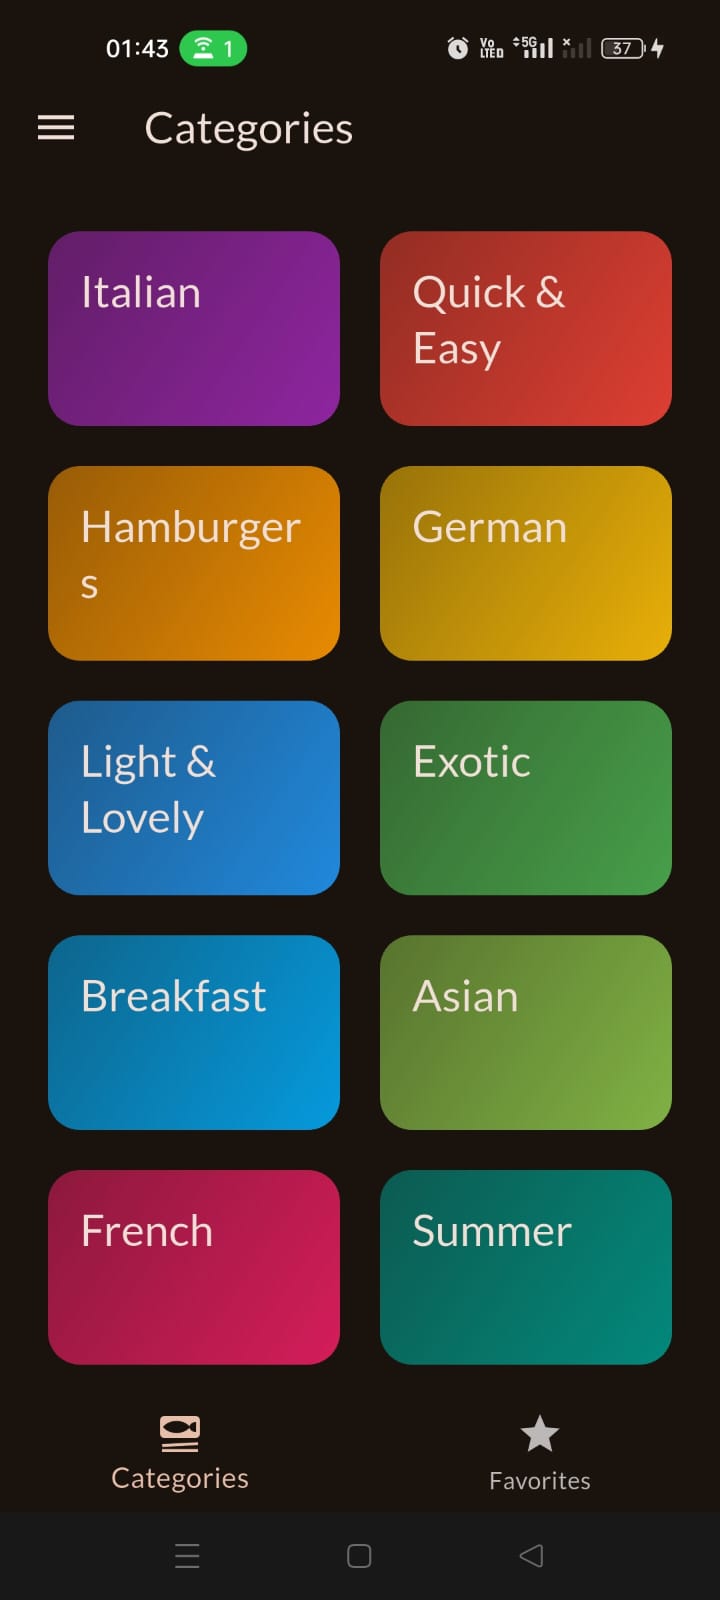 01:43 1 Vo LTED 5G 37
Categories
Italian
Quick &
Easy
Hamburger
s
German
Light &
Lovely
Exotic
Breakfast
Asian
French
Summer
Categories
Favorites